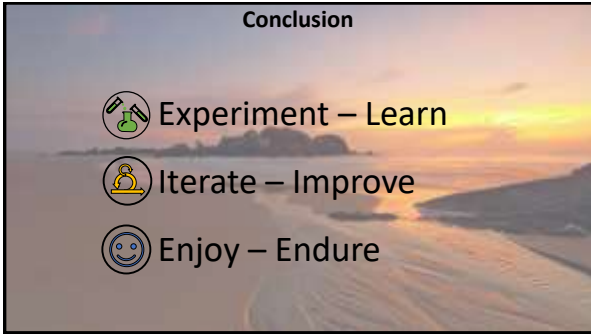 Conclusion
Experiment – Learn
Iterate – Improve
Enjoy – Endure